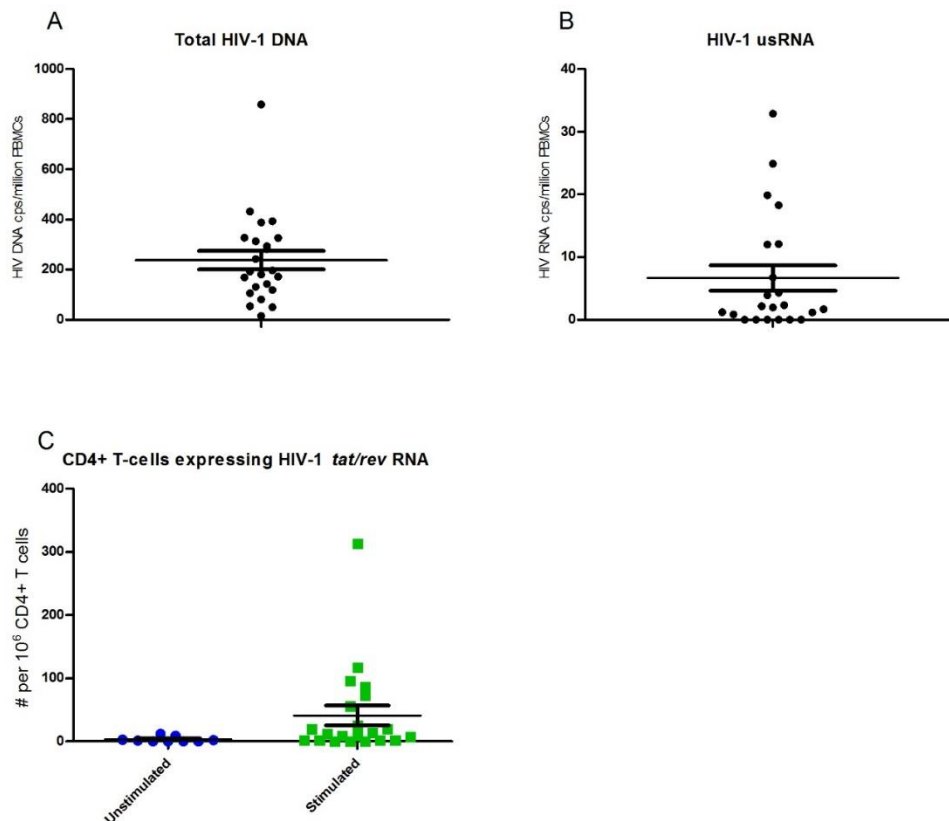 A
Total HIV-1 DNA
HIV DNA cps/million PBMCs
1000
800
600
400
200
0
B
HIV-1 usRNA
HIV RNA cps/million PBMCs
40
30
20
10
0
C
CD4+ T-cells expressing HIV-1 tat/rev RNA
# per 10⁶ CD4+ T cells
400
300
200
100
0
Unstimulated
Stimulated